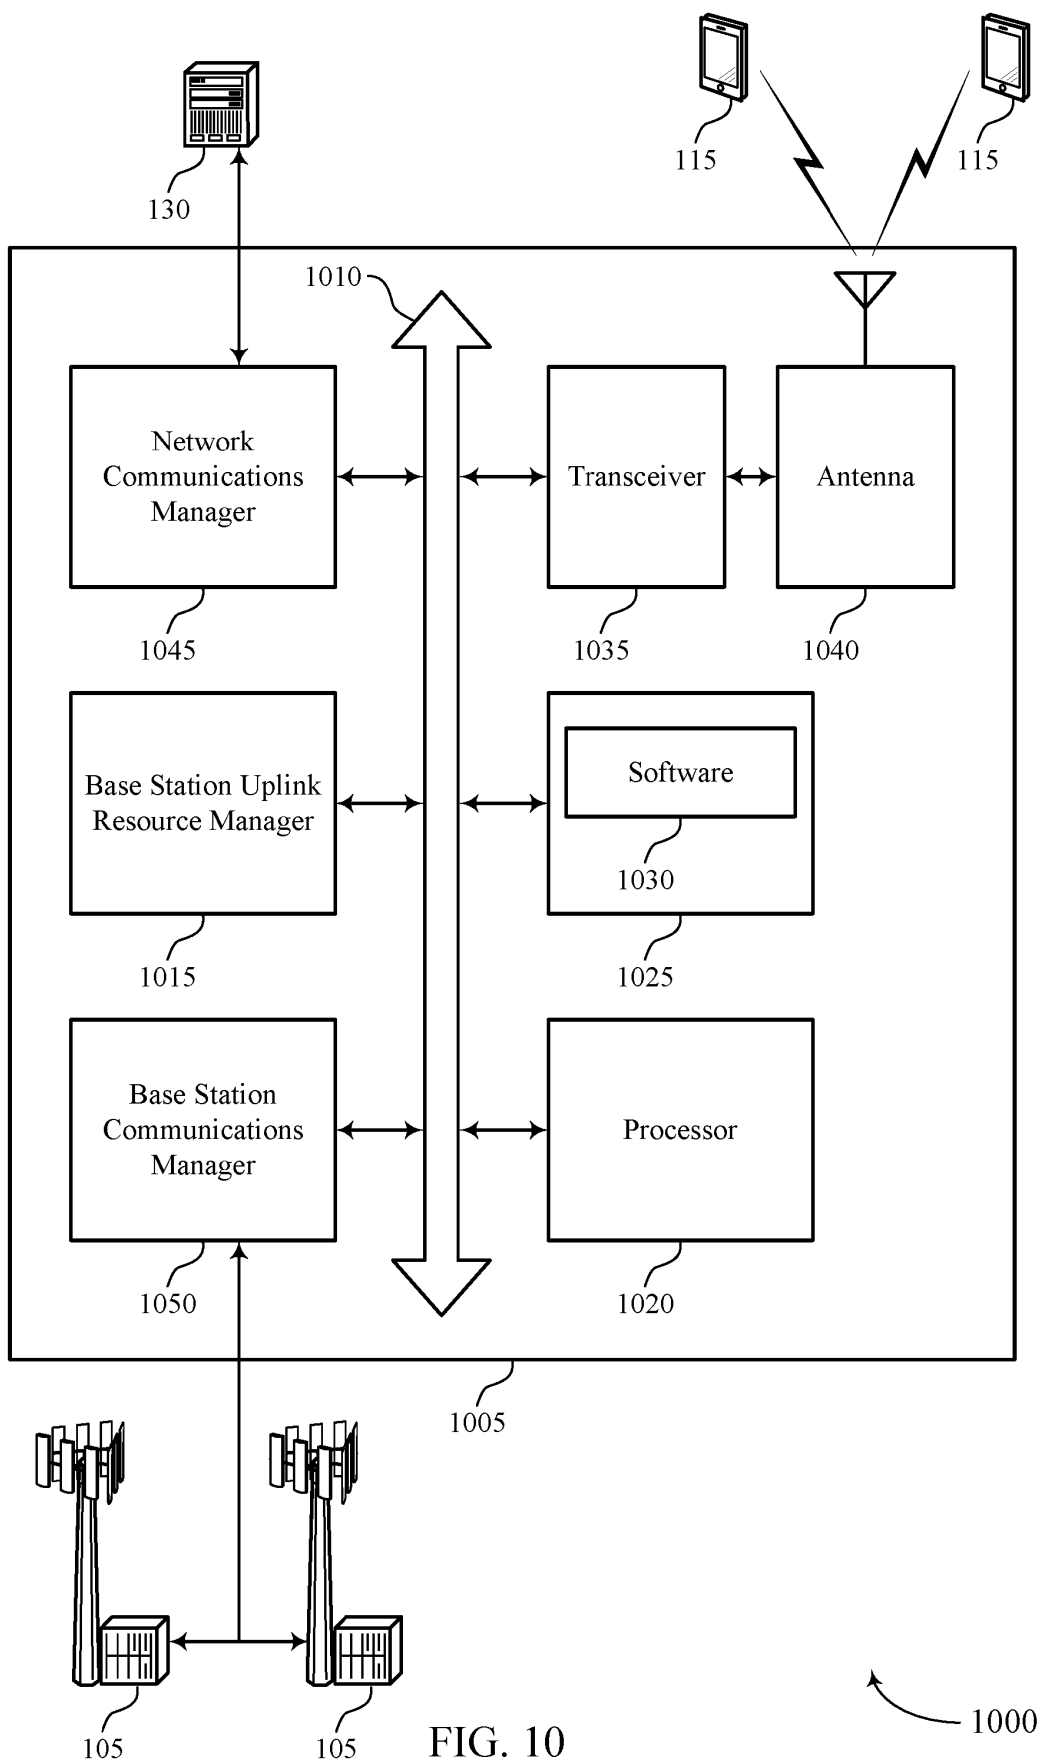 115
115
130
1010
Network
Communications
Manager
Transceiver
Antenna
1045
1035
1040
Base Station Uplink
Resource Manager
Software
1030
1015
1025
Base Station
Communications
Manager
Processor
1050
1020
1005
105
105
FIG. 10
1000